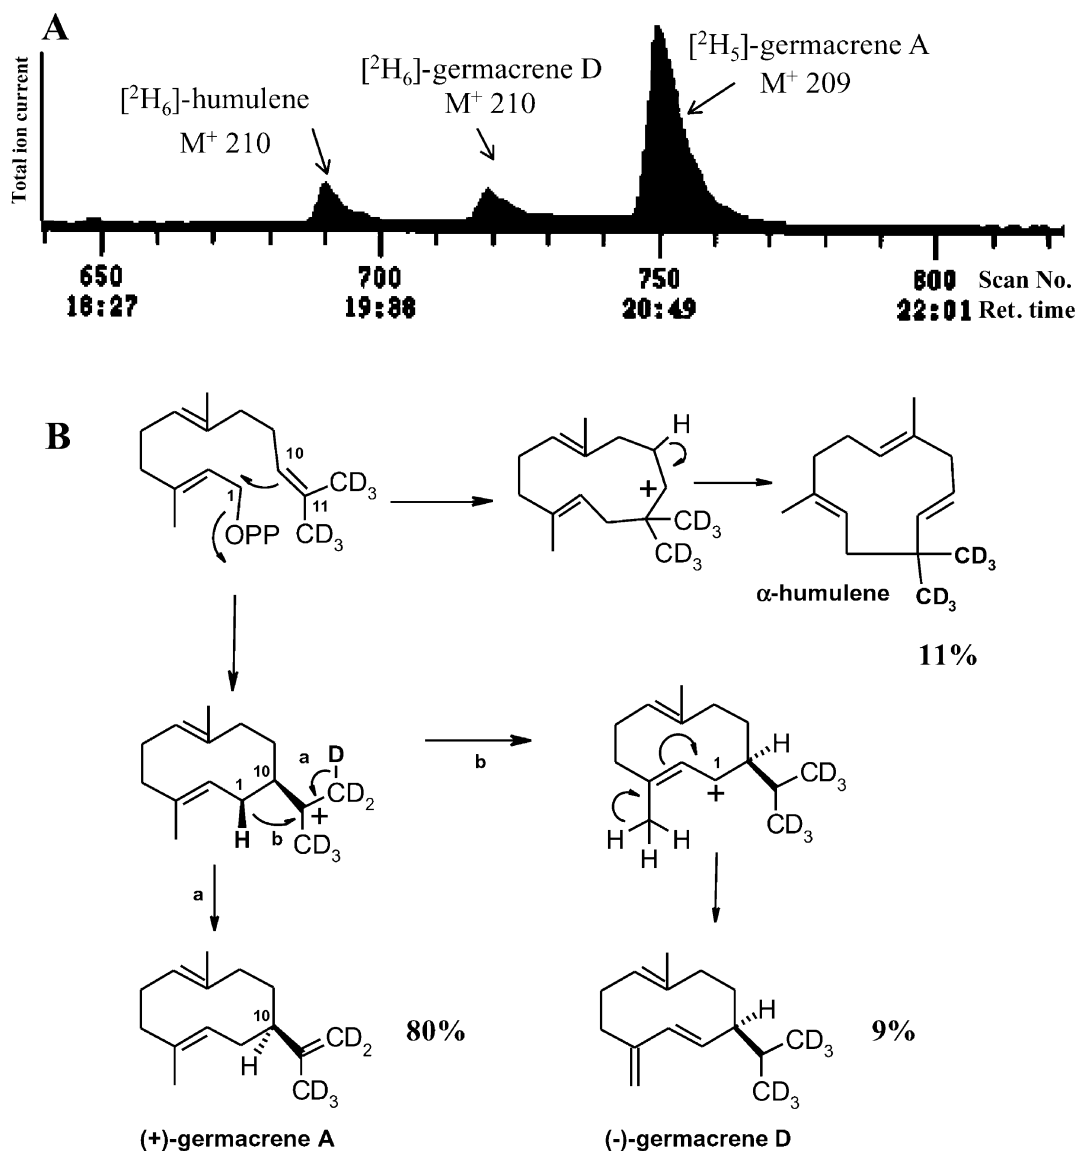 A
[²H₅]-germacrene A
M⁺ 209
[²H₆]-germacrene D
M⁺ 210
[²H₆]-humulene
M⁺ 210
Total ion current
650 700 750 800 Scan No.
18:27 19:38 20:49 22:01 Ret. time
B
10
1
11
OPP
CD₃
CD₃
H
+
CD₃
CD₃
CD₃
CD₃
α-humulene
11%
a
D
10
1
CD₂
+
H
b
CD₃
b
H
1
+
CD₃
CD₃
H
H
H
a
10
H
CD₂
CD₃
80%
H
CD₃
CD₃
9%
(+)-germacrene A
(-)-germacrene D